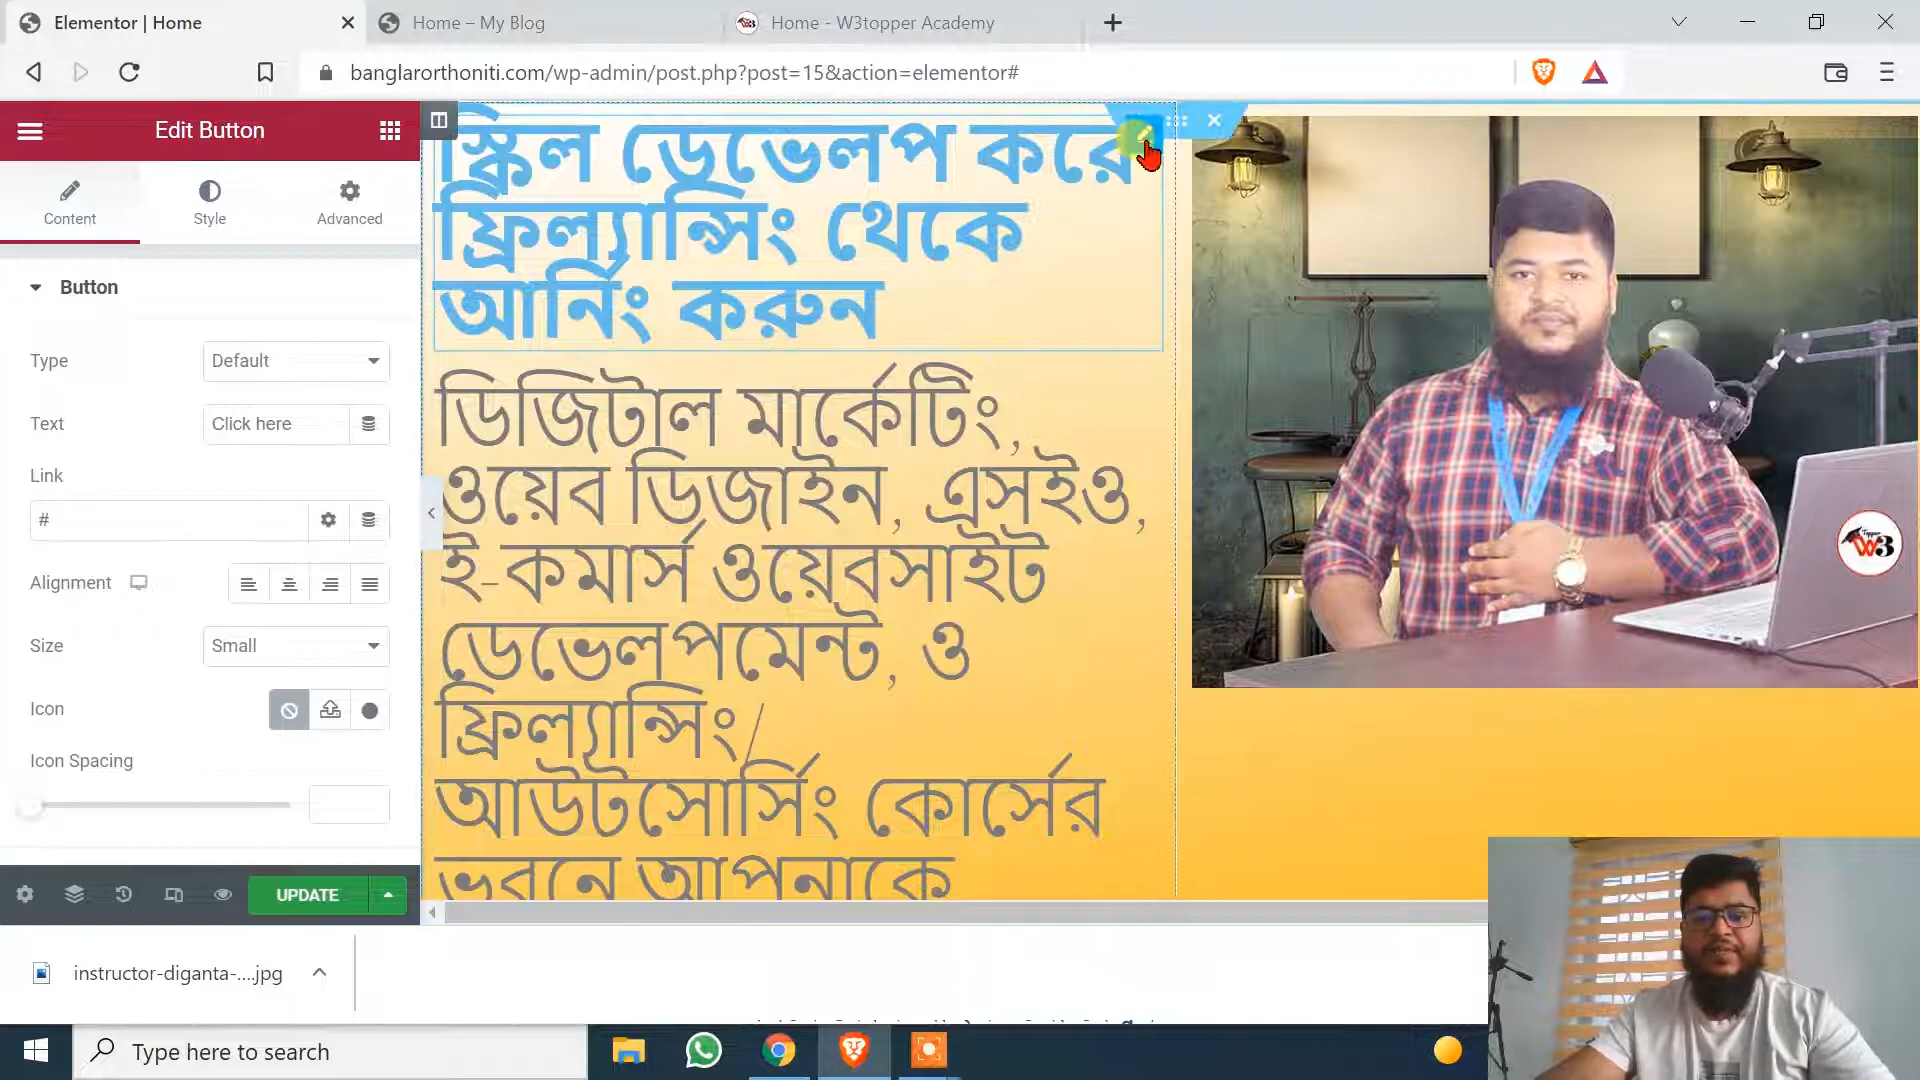 Elementor | Home
Home – My Blog
Home - W3topper Academy
banglarorthoniti.com/wp-admin/post.php?post=15&action=elementor#
Edit Button
Content
Style
Advanced
Button
Type
Default
Text
Click here
Link
#
Alignment
Size
Small
Icon
Icon Spacing
UPDATE
স্কিল ডেভেলপ করে
ফ্রিল্যান্সিং থেকে
আর্নিং করুন
ডিজিটাল মার্কেটিং,
ওয়েব ডিজাইন, এসইও,
ই-কমার্স ওয়েবসাইট
ডেভেলপমেন্ট, ও
ফ্রিল্যান্সিং/
আউটসোর্সিং কোর্সের
আপনাকে
Topper
W3
instructor-diganta-....jpg
Type here to search